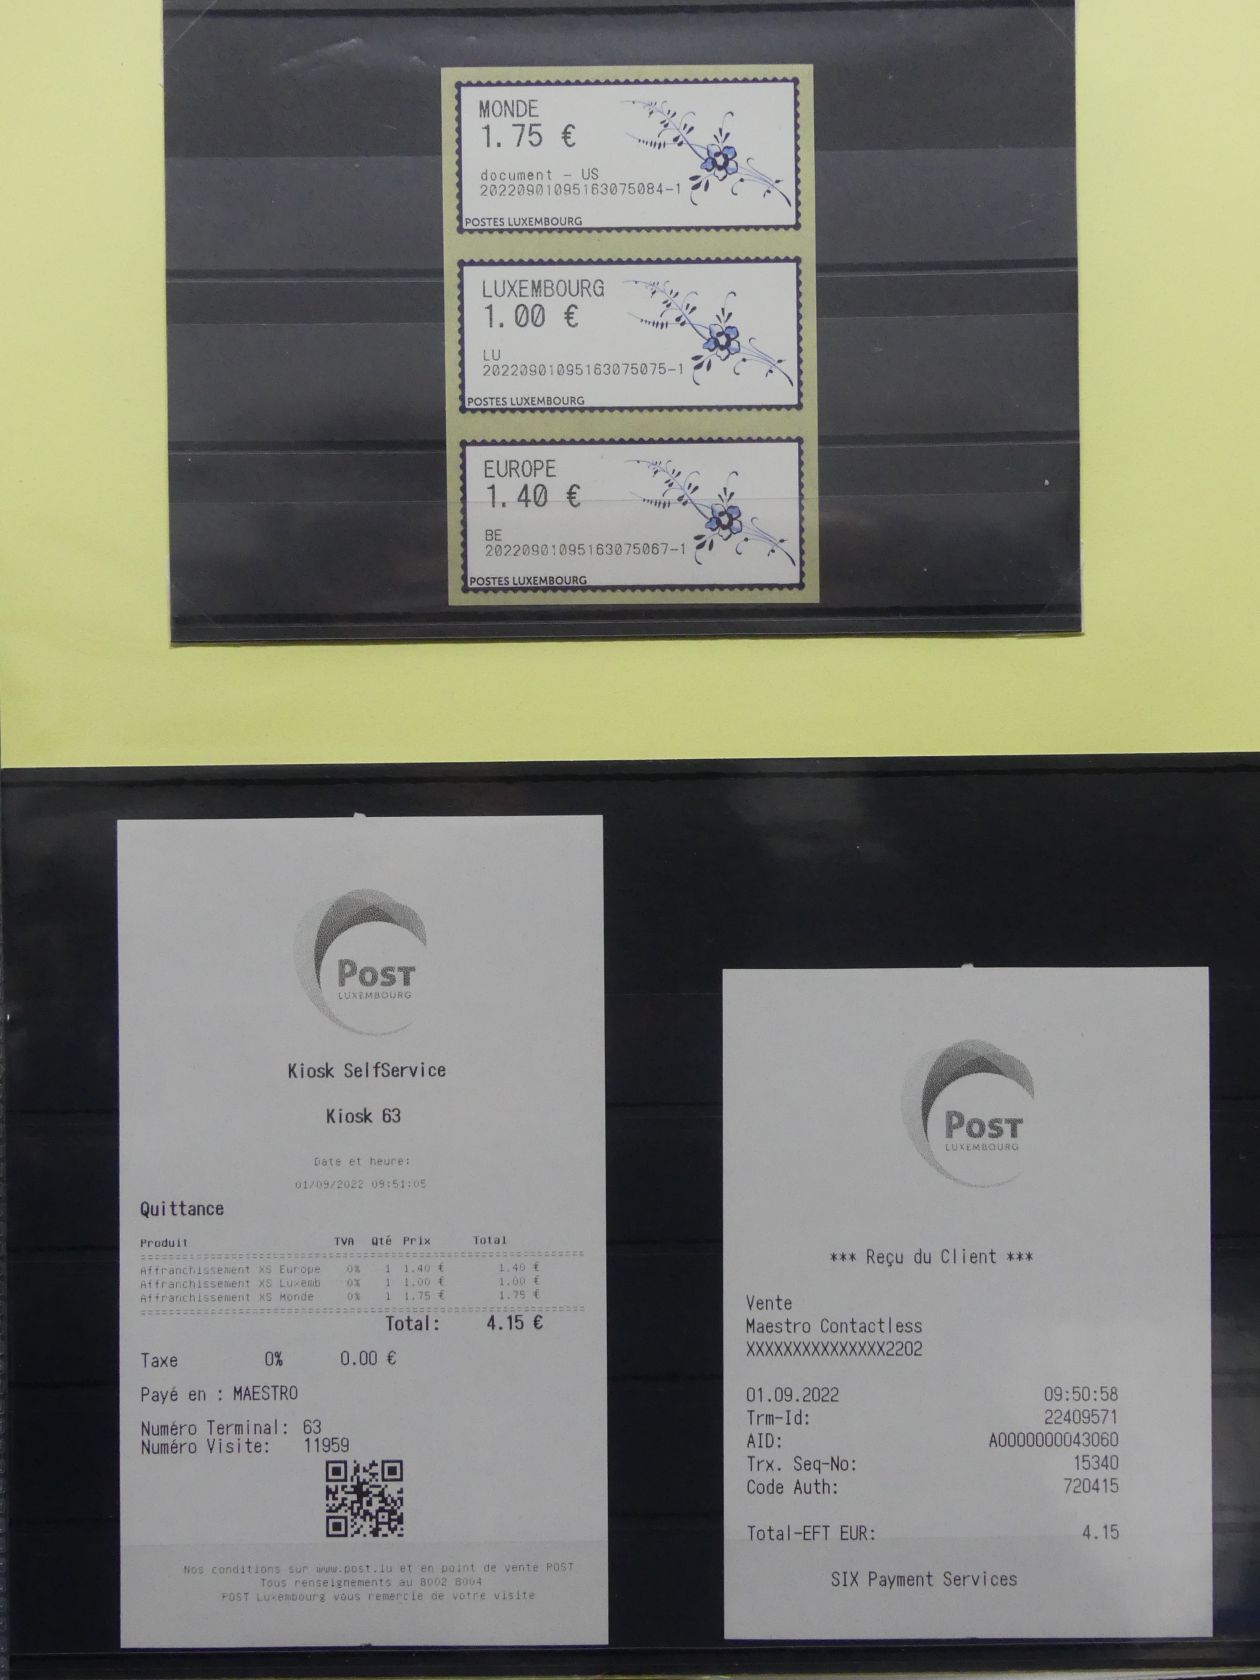 MONDE
1.75 €
document - US
20220901095163075084-1
POSTES LUXEMBOURG
LUXEMBOURG
1.00 €
LU
20220901095163075075-1
POSTES LUXEMBOURG
EUROPE
1.40 €
BE
20220901095163075067-1
POSTES LUXEMBOURG
POST
LUXEMBOURG
Kiosk SelfService
Kiosk 63
Date et heure:
01/09/2022 09:51:05
Quittance
Produit TVA Qté Prix Total
Affranchissement XS Europe 0% 1 1.40 € 1.40 €
Affranchissement XS Luxemb 0% 1 1.00 € 1.00 €
Affranchissement XS Monde 0% 1 1.75 € 1.75 €
Total: 4.15 €
Taxe 0% 0.00 €
Payé en : MAESTRO
Numéro Terminal: 63
Numéro Visite: 11959
Nos conditions sur www.post.lu et en point de vente POST
Tous renseignements au 8002 8004
POST Luxembourg vous remercie de votre visite
POST
LUXEMBOURG
*** Reçu du Client ***
Vente
Maestro Contactless
XXXXXXXXXXXXXXX2202
01.09.2022 09:50:58
Trm-Id: 22409571
AID: A0000000043060
Trx. Seq-No: 15340
Code Auth: 720415
Total-EFT EUR: 4.15
SIX Payment Services